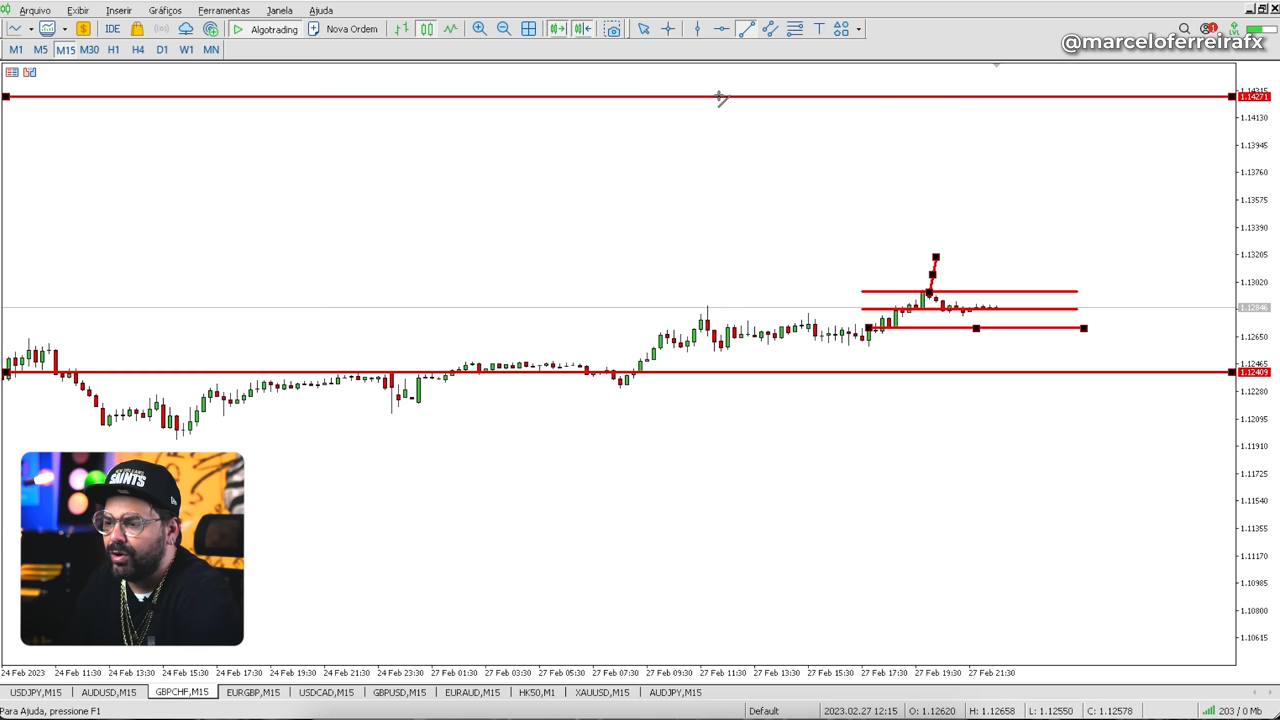 Arquivo Exibir Inserir Gráficos Ferramentas Janela Ajuda
IDE Algotrading Nova Ordem
@marceloferreirafx
M1 M5 M15 M30 H1 H4 D1 W1 MN
1.14315
1.14271
1.14130
1.13945
1.13760
1.13575
1.13390
1.13205
1.13020
1.12846
1.12650
1.12465
1.12409
1.12280
1.12095
1.11910
1.11725
1.11540
1.11355
1.11170
1.10985
1.10800
1.10615
SAINTS
24 Feb 2023 24 Feb 11:30 24 Feb 13:30 24 Feb 15:30 24 Feb 17:30 24 Feb 19:30 24 Feb 21:30 24 Feb 23:30 27 Feb 01:30 27 Feb 03:30 27 Feb 05:30 27 Feb 07:30 27 Feb 09:30 27 Feb 11:30 27 Feb 13:30 27 Feb 15:30 27 Feb 17:30 27 Feb 19:30 27 Feb 21:30
USDJPY,M15 AUDUSD,M15 GBPCHF,M15 EURGBP,M15 USDCAD,M15 GBPUSD,M15 EURAUD,M15 HK50,M1 XAUUSD,M15 AUDJPY,M15
Para Ajuda, pressione F1 Default 2023.02.27 12:15 O: 1.12620 H: 1.12658 L: 1.12550 C: 1.12578 203 / 0 Mb